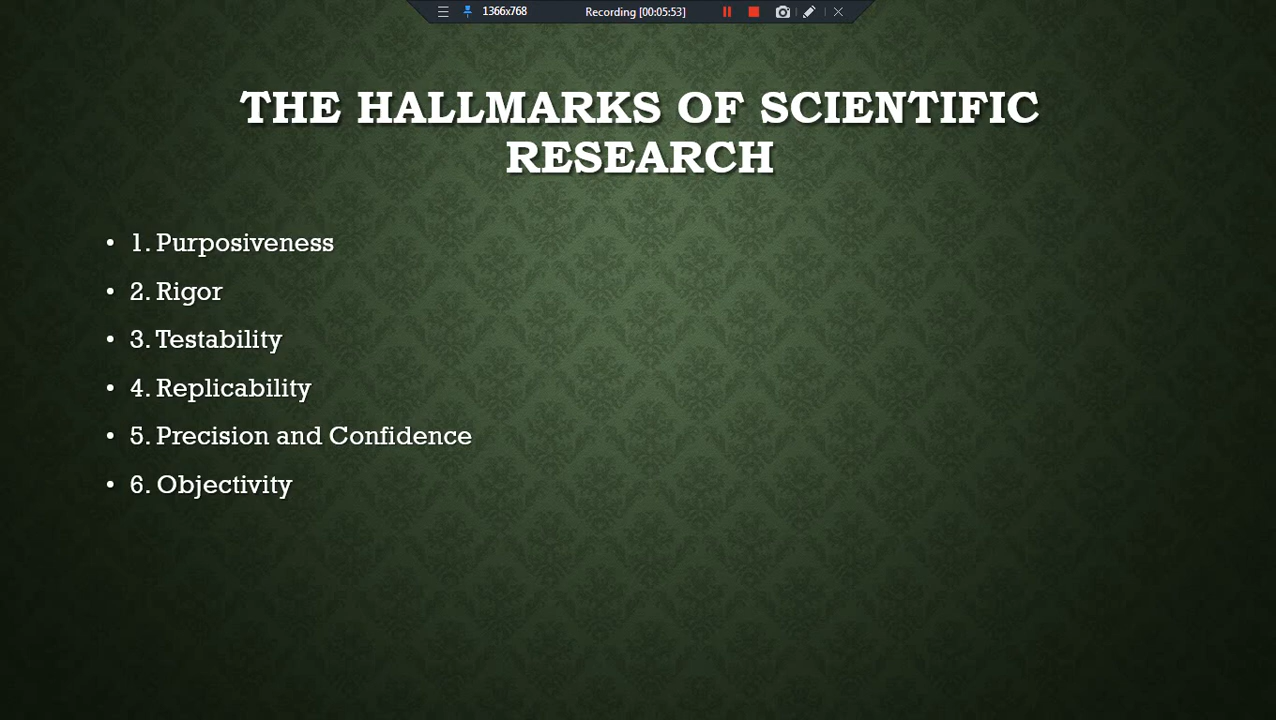 1366x768 Recording [00:05:53]
THE HALLMARKS OF SCIENTIFIC
RESEARCH
• 1. Purposiveness
• 2. Rigor
• 3. Testability
• 4. Replicability
• 5. Precision and Confidence
• 6. Objectivity